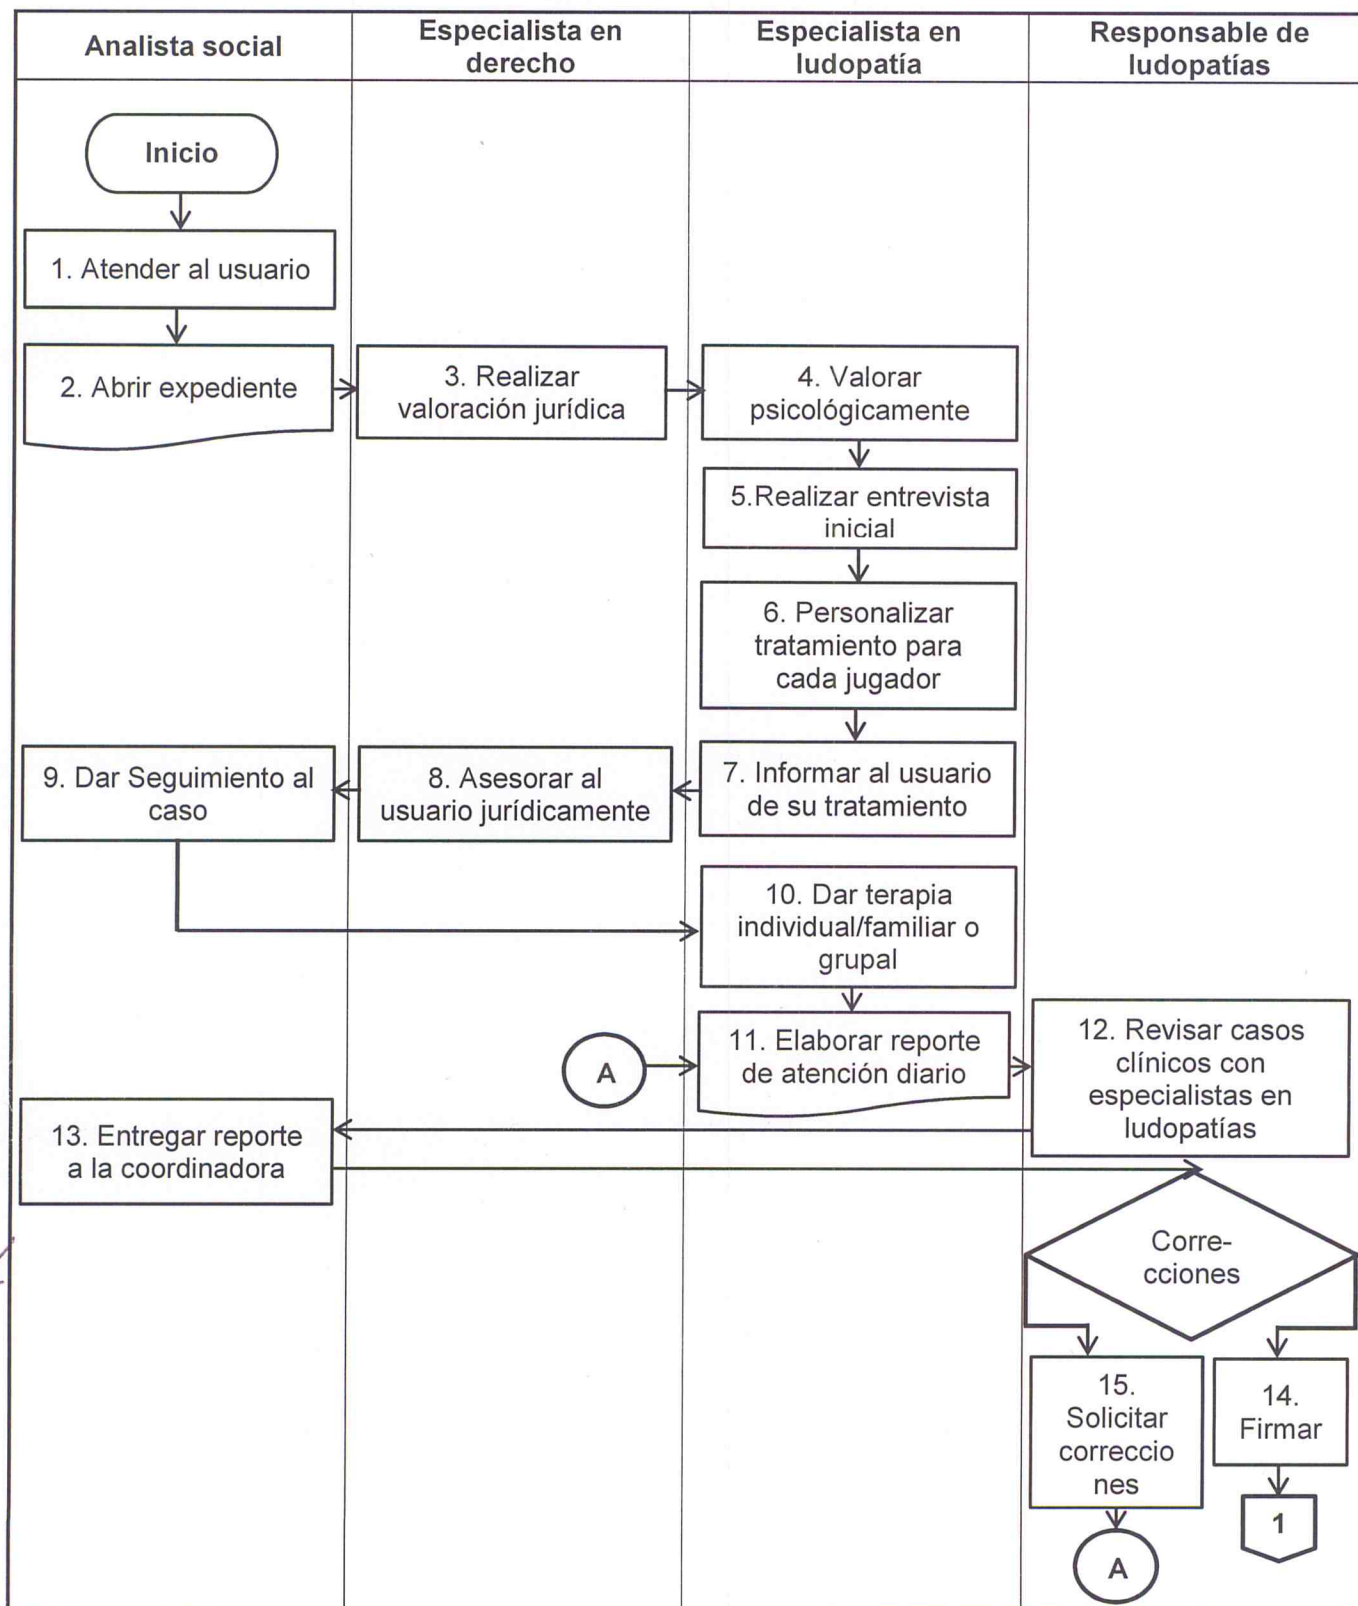 Analista social
Especialista en
derecho
Especialista en
ludopatía
Responsable de
ludopatías
Inicio
1. Atender al usuario
2. Abrir expediente
3. Realizar
valoración jurídica
4. Valorar
psicológicamente
5.Realizar entrevista
inicial
6. Personalizar
tratamiento para
cada jugador
7. Informar al usuario
de su tratamiento
8. Asesorar al
usuario jurídicamente
9. Dar Seguimiento al
caso
10. Dar terapia
individual/familiar o
grupal
A
11. Elaborar reporte
de atención diario
12. Revisar casos
clínicos con
especialistas en
ludopatías
13. Entregar reporte
a la coordinadora
Corre-
cciones
15.
Solicitar
correccio
nes
14.
Firmar
1
A